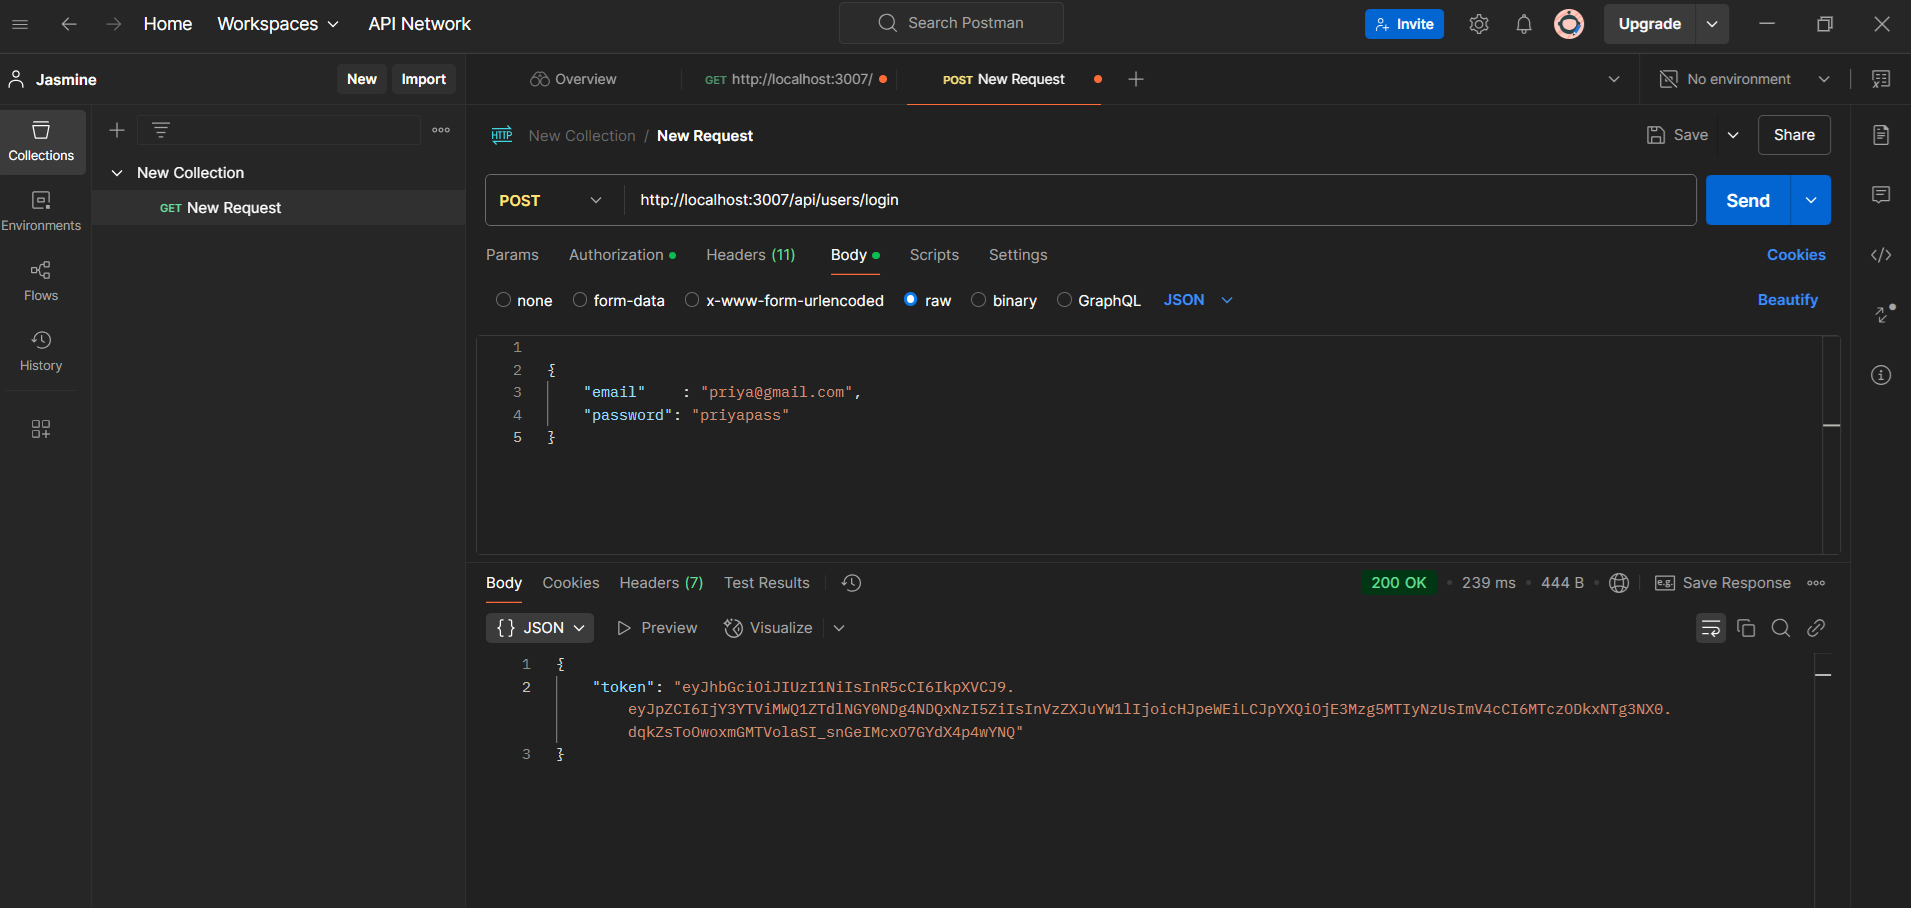 Home Workspaces API Network Search Postman Invite Upgrade
Jasmine New Import Overview GET http://localhost:3007/ POST New Request No environment
Collections
Environments
Flows
History
New Collection
GET New Request
HTTP New Collection / New Request Save Share
POST http://localhost:3007/api/users/login Send
Params Authorization Headers (11) Body Scripts Settings Cookies
none form-data x-www-form-urlencoded raw binary GraphQL JSON Beautify
1
2 {
3 "email" : "priya@gmail.com",
4 "password": "priyapass"
5 }
Body Cookies Headers (7) Test Results 200 OK • 239 ms • 444 B • e.g. Save Response
{} JSON Preview Visualize
1 {
2 "token": "eyJhbGciOiJIUzI1NiIsInR5cCI6IkpXVCJ9.
eyJpZCI6IjY3YTViMWQ1ZTdlNGY0NDg4NDQxNzI5ZiIsInVzZXJuYW1lIjoicHJpeWEiLCJpYXQiOjE3Mzg5MTIyNzUsImV4cCI6MTczODkxNTg3NX0.
dqkZsToOwoxmGMTVolaSI_snGeIMcxO7GYdX4p4wYNQ"
3 }